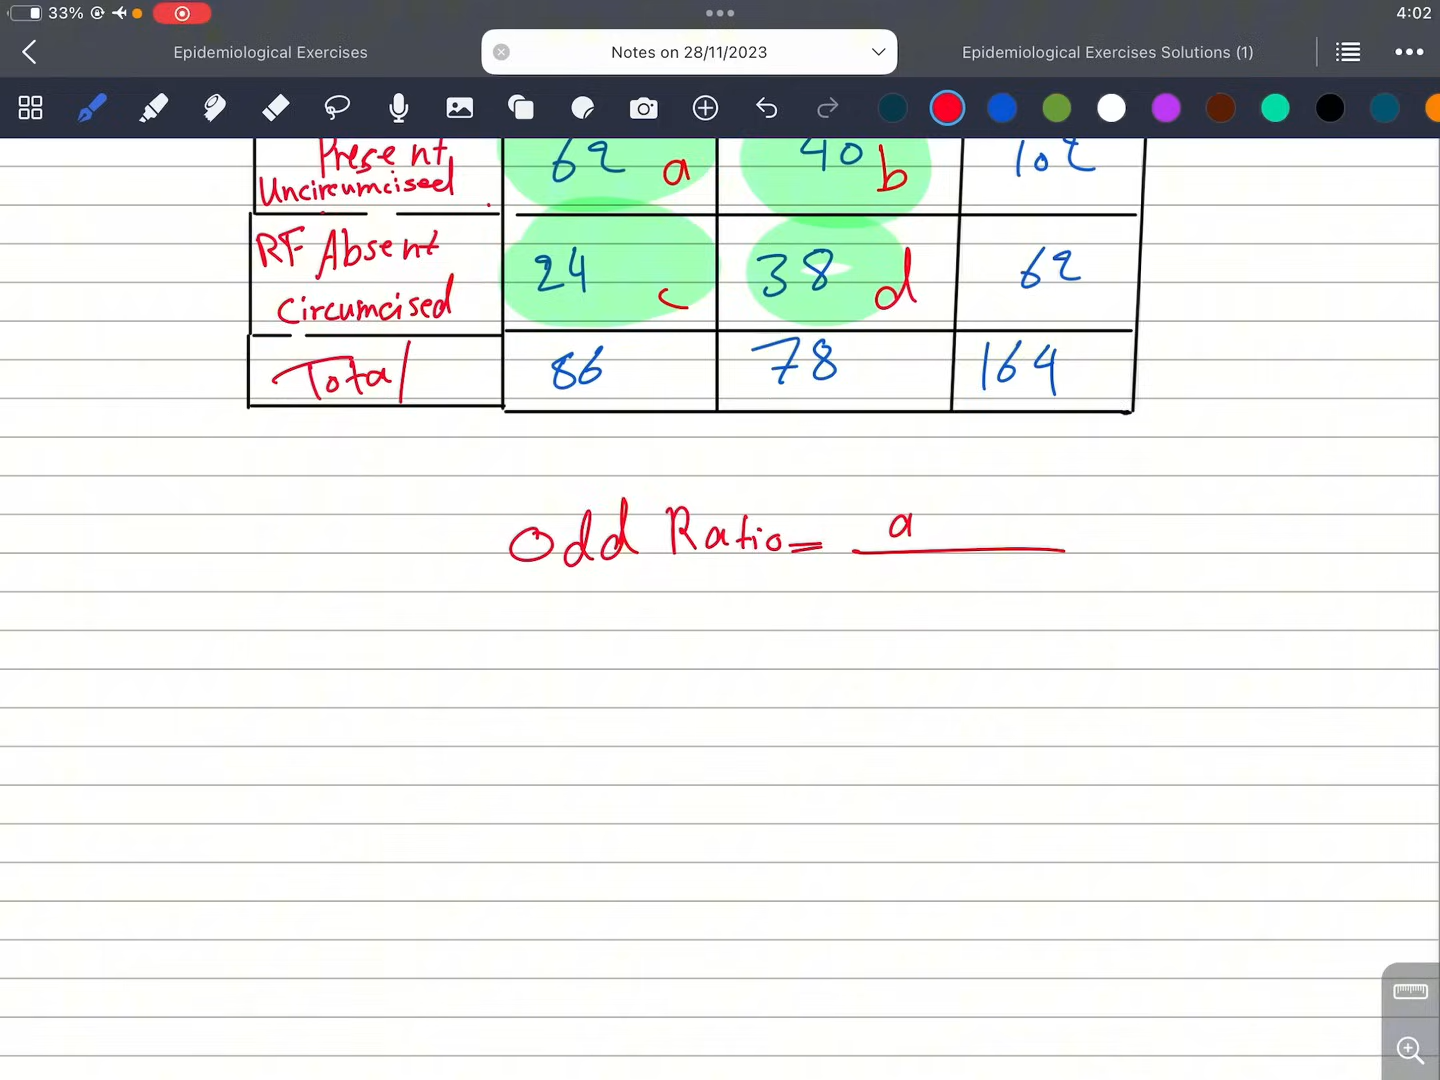 33% 4:02
Epidemiological Exercises Notes on 28/11/2023 Epidemiological Exercises Solutions (1)
Present 62 a 40 b 102
Uncircumcised
RF Absent 24 c 38 d 62
Circumcised
Total 86 78 164
Odd Ratio = a